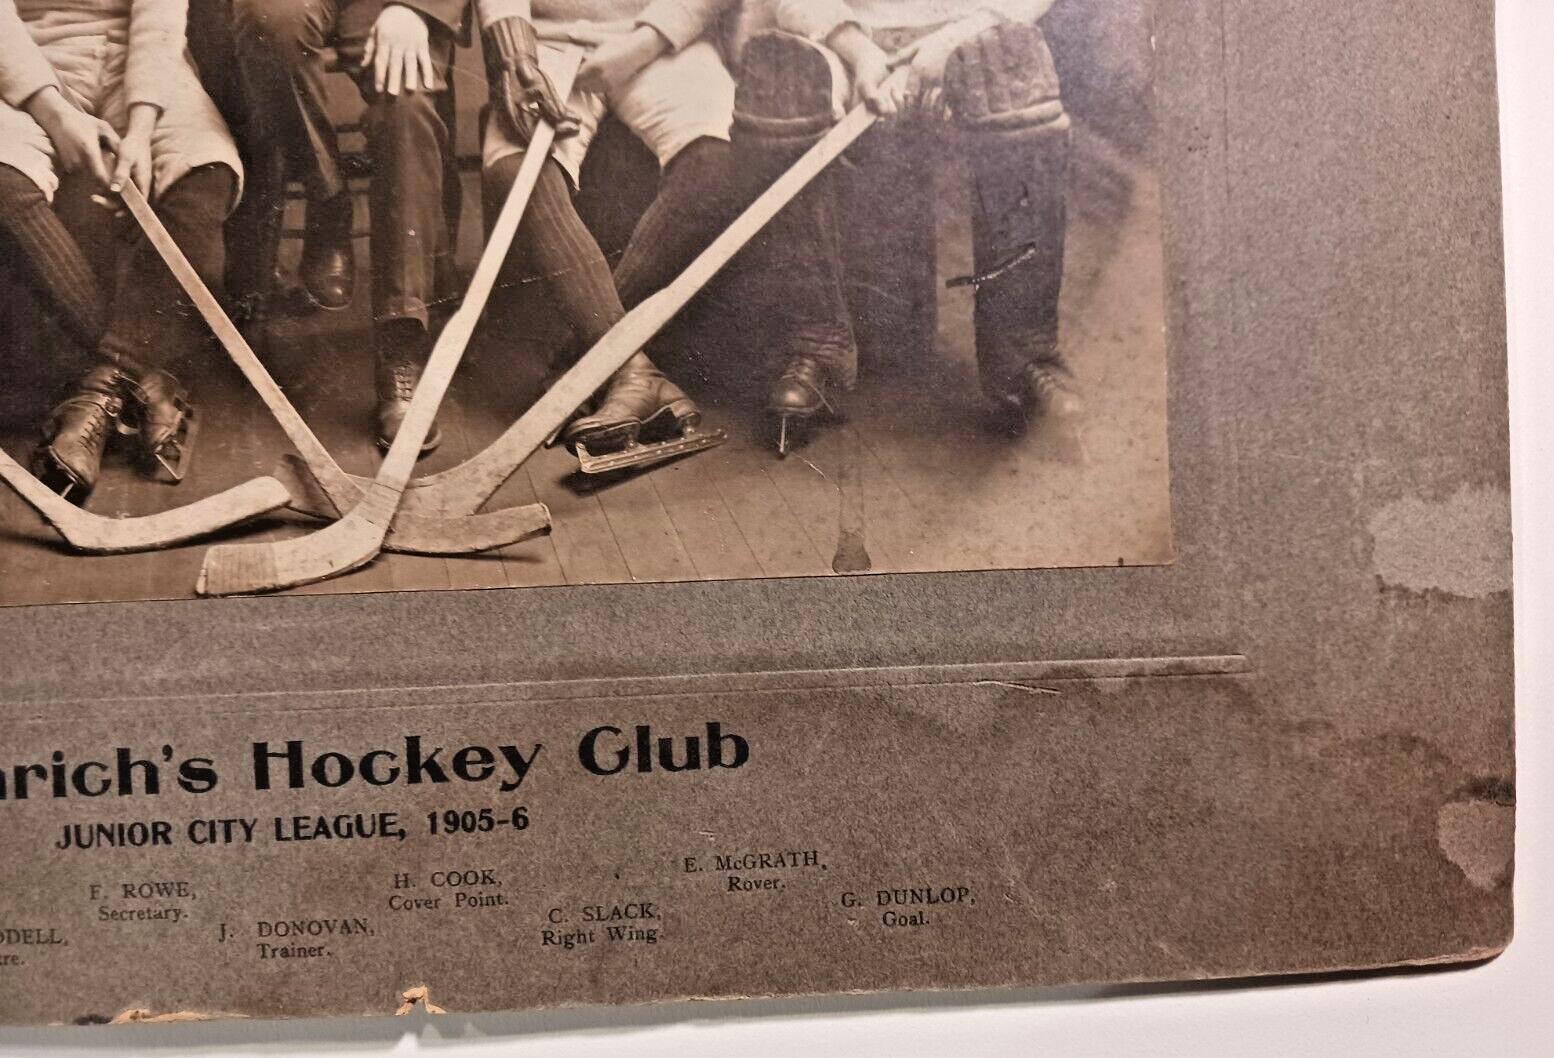 nrich's Hockey Club
JUNIOR CITY LEAGUE, 1905-6
F. ROWE,
Secretary.
H. COOK,
Cover Point.
E. McGRATH,
Rover.
DDELL,
tre.
J. DONOVAN,
Trainer.
C. SLACK,
Right Wing.
G. DUNLOP,
Goal.